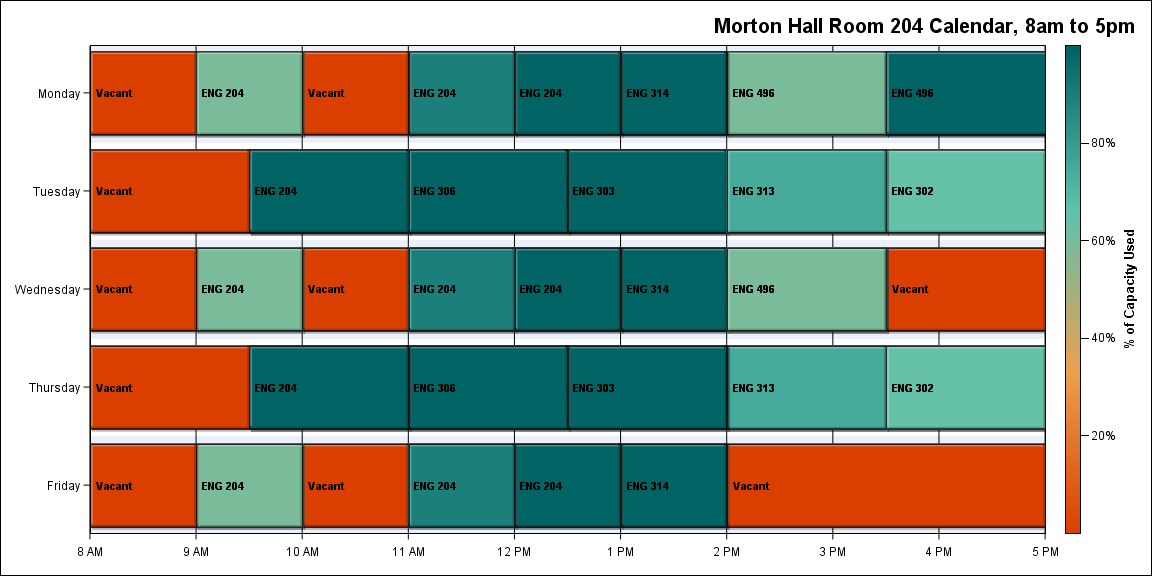 Morton Hall Room 204 Calendar, 8am to 5pm
Monday
Vacant
ENG 204
Vacant
ENG 204
ENG 204
ENG 314
ENG 496
ENG 496
Tuesday
Vacant
ENG 204
ENG 306
ENG 303
ENG 313
ENG 302
Wednesday
Vacant
ENG 204
Vacant
ENG 204
ENG 204
ENG 314
ENG 496
Vacant
Thursday
Vacant
ENG 204
ENG 306
ENG 303
ENG 313
ENG 302
Friday
Vacant
ENG 204
Vacant
ENG 204
ENG 204
ENG 314
Vacant
8 AM
9 AM
10 AM
11 AM
12 PM
1 PM
2 PM
3 PM
4 PM
5 PM
80%
60%
40%
20%
% of Capacity Used